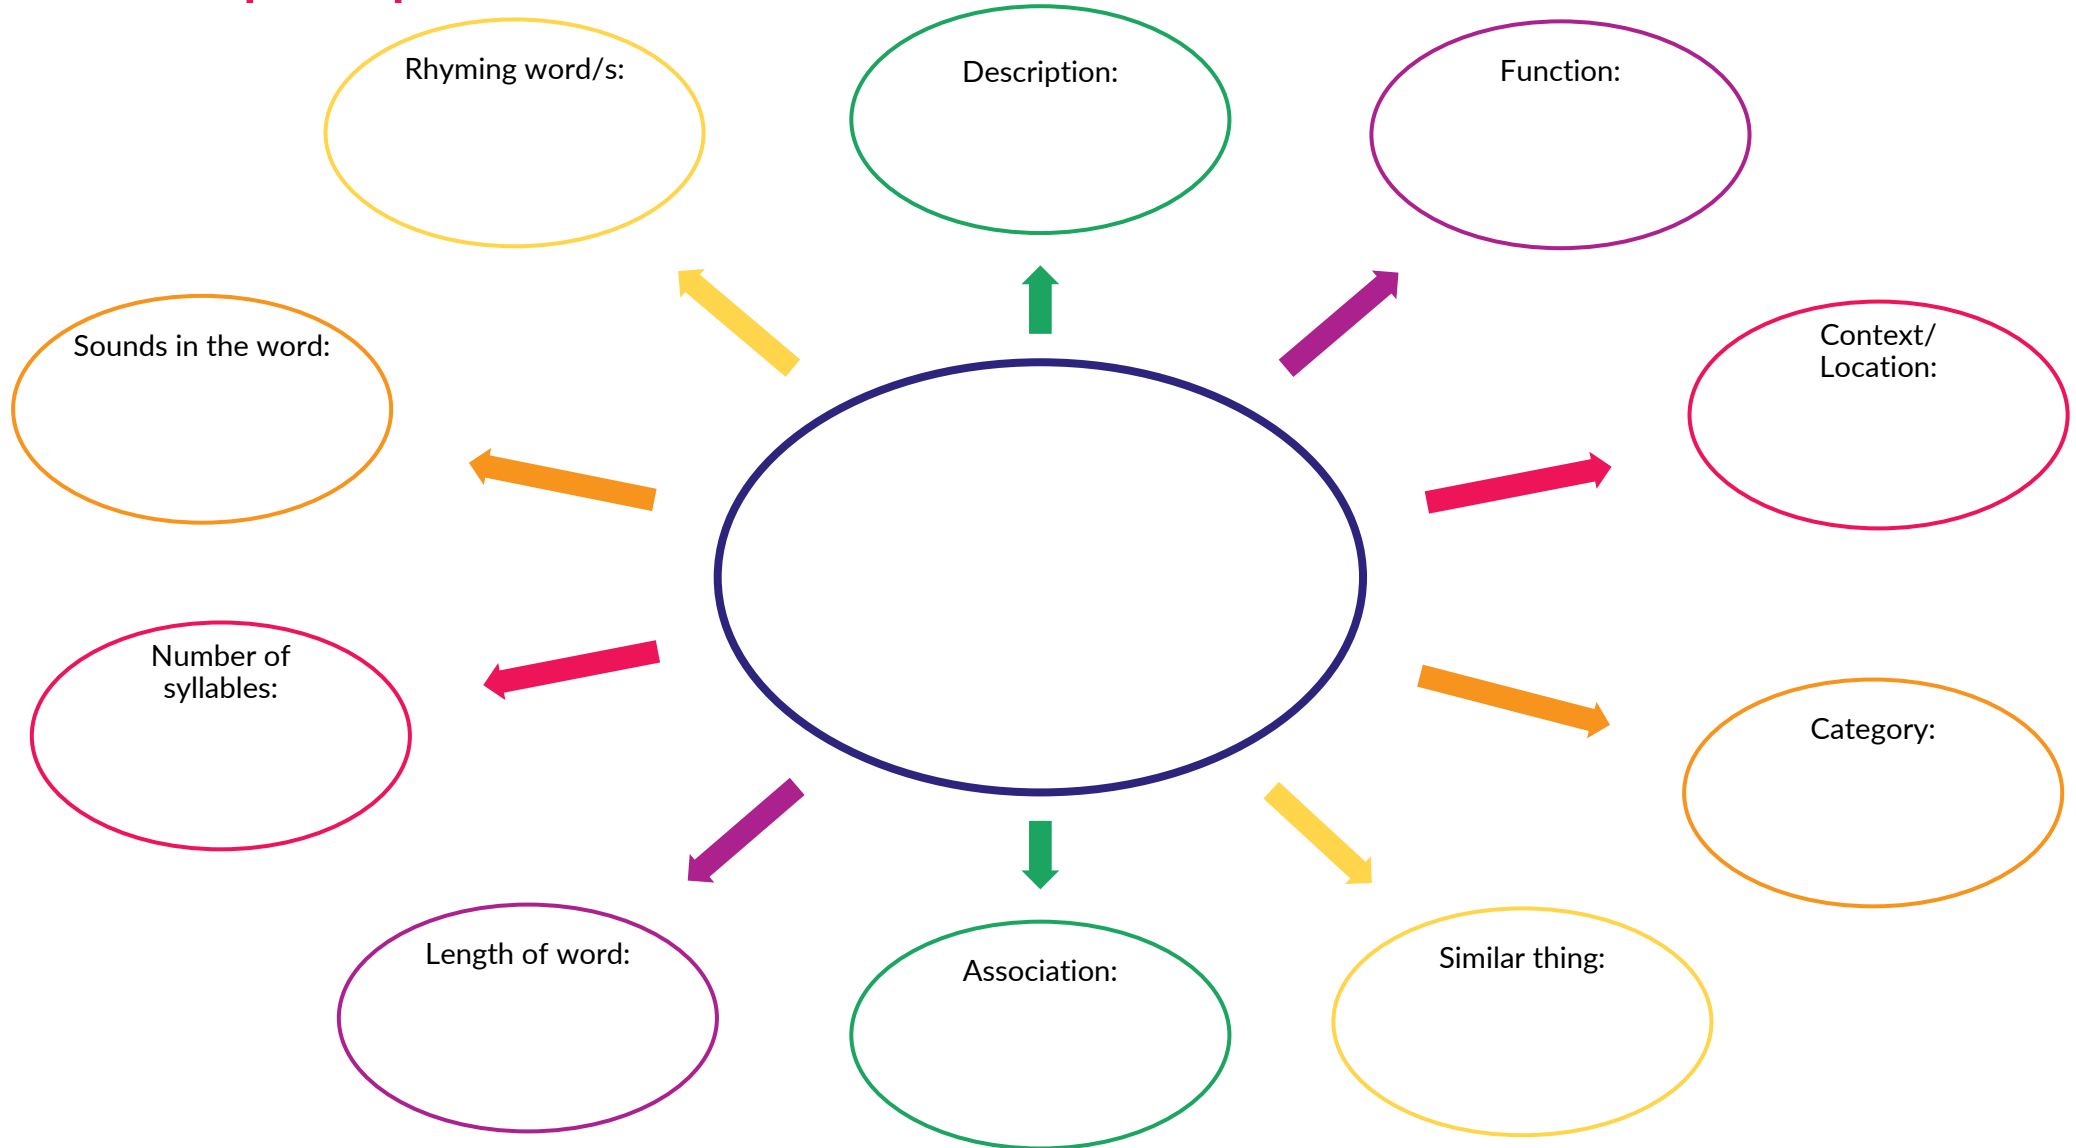 Rhyming word/s:
Description:
Function:
Sounds in the word:
Context/
Location:
Number of
syllables:
Category:
Length of word:
Association:
Similar thing: